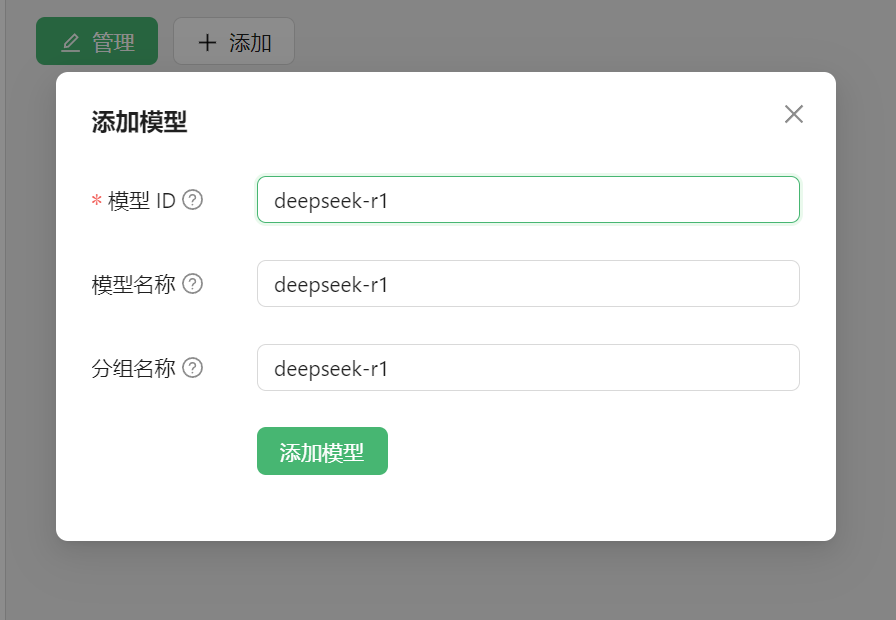 管理 添加
添加模型
* 模型 ID ? deepseek-r1
模型名称 ? deepseek-r1
分组名称 ? deepseek-r1
添加模型